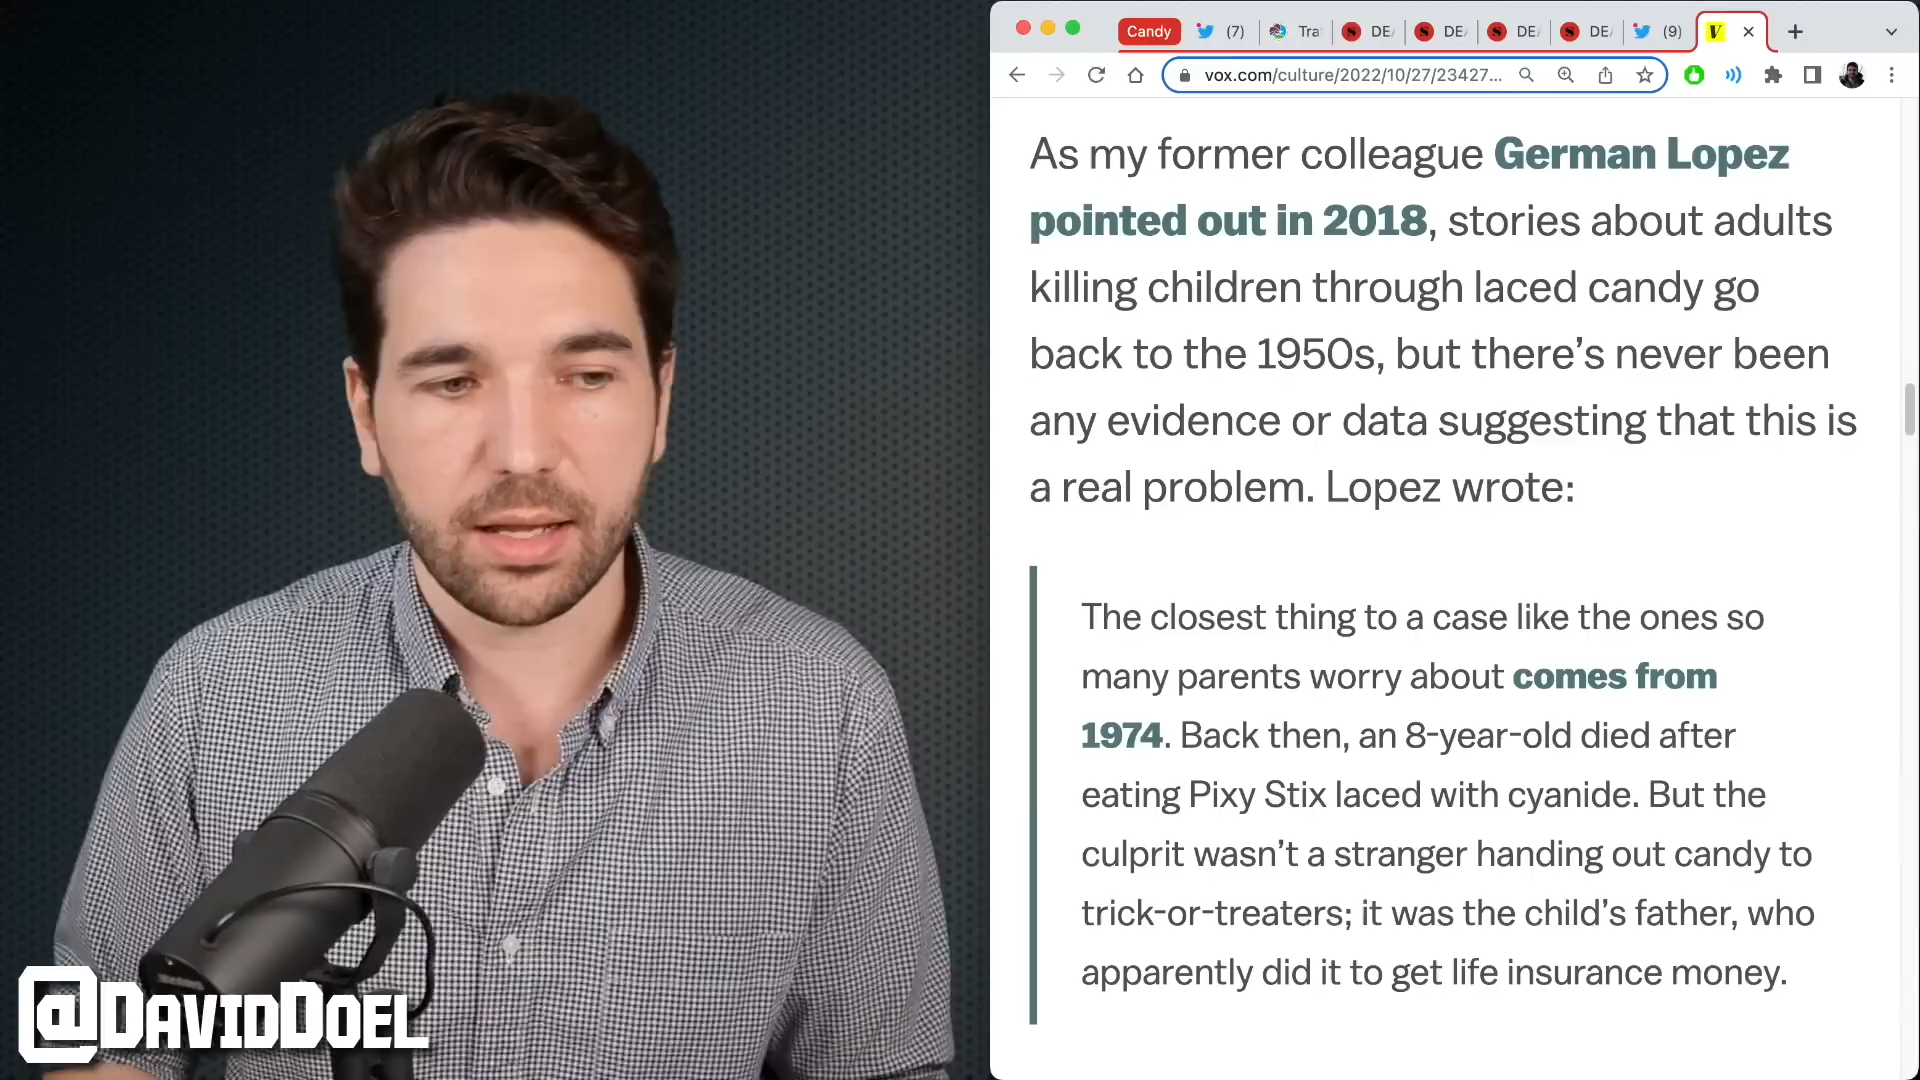 Candy
(7)
Tra
DEA
DEA
DE
DE
(9)
V
vox.com/culture/2022/10/27/23427...
As my former colleague German Lopez
pointed out in 2018, stories about adults
killing children through laced candy go
back to the 1950s, but there’s never been
any evidence or data suggesting that this is
a real problem. Lopez wrote:
The closest thing to a case like the ones so
many parents worry about comes from
1974. Back then, an 8-year-old died after
eating Pixy Stix laced with cyanide. But the
culprit wasn’t a stranger handing out candy to
trick-or-treaters; it was the child’s father, who
apparently did it to get life insurance money.
@DAVIDDOEL